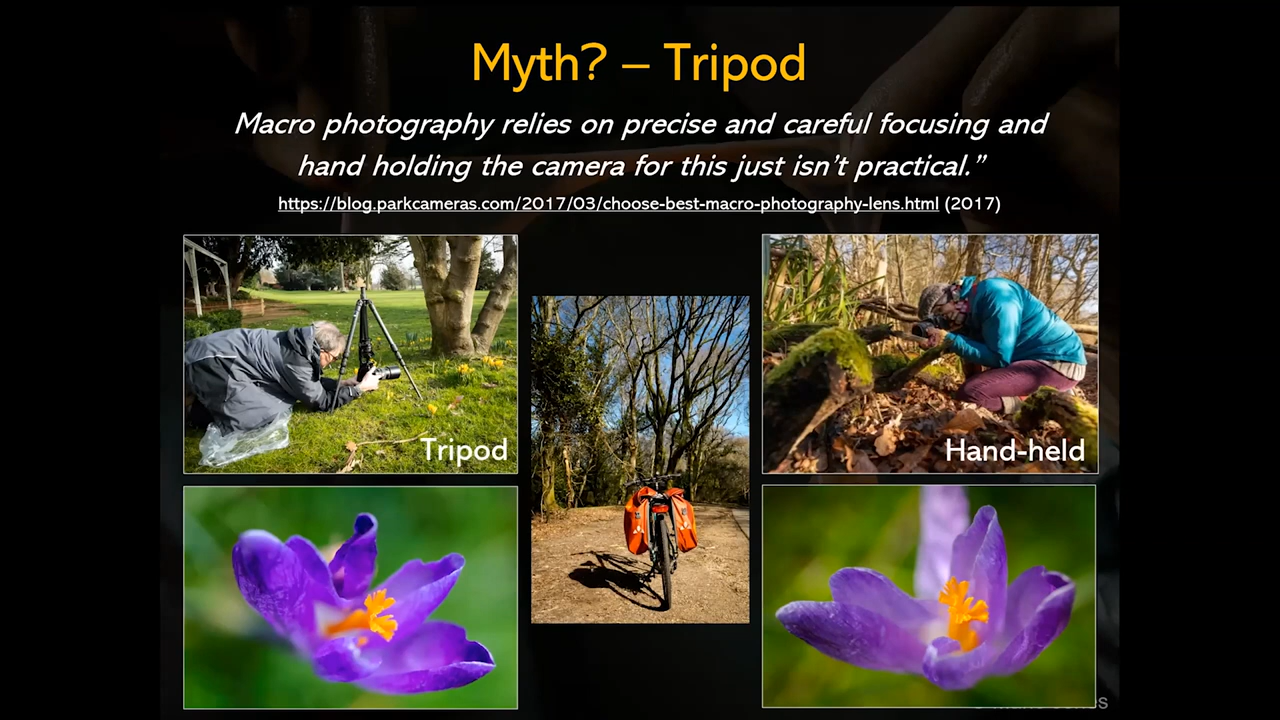 Myth? – Tripod
Macro photography relies on precise and careful focusing and
hand holding the camera for this just isn’t practical.”
https://blog.parkcameras.com/2017/03/choose-best-macro-photography-lens.html (2017)
Tripod
Hand-held